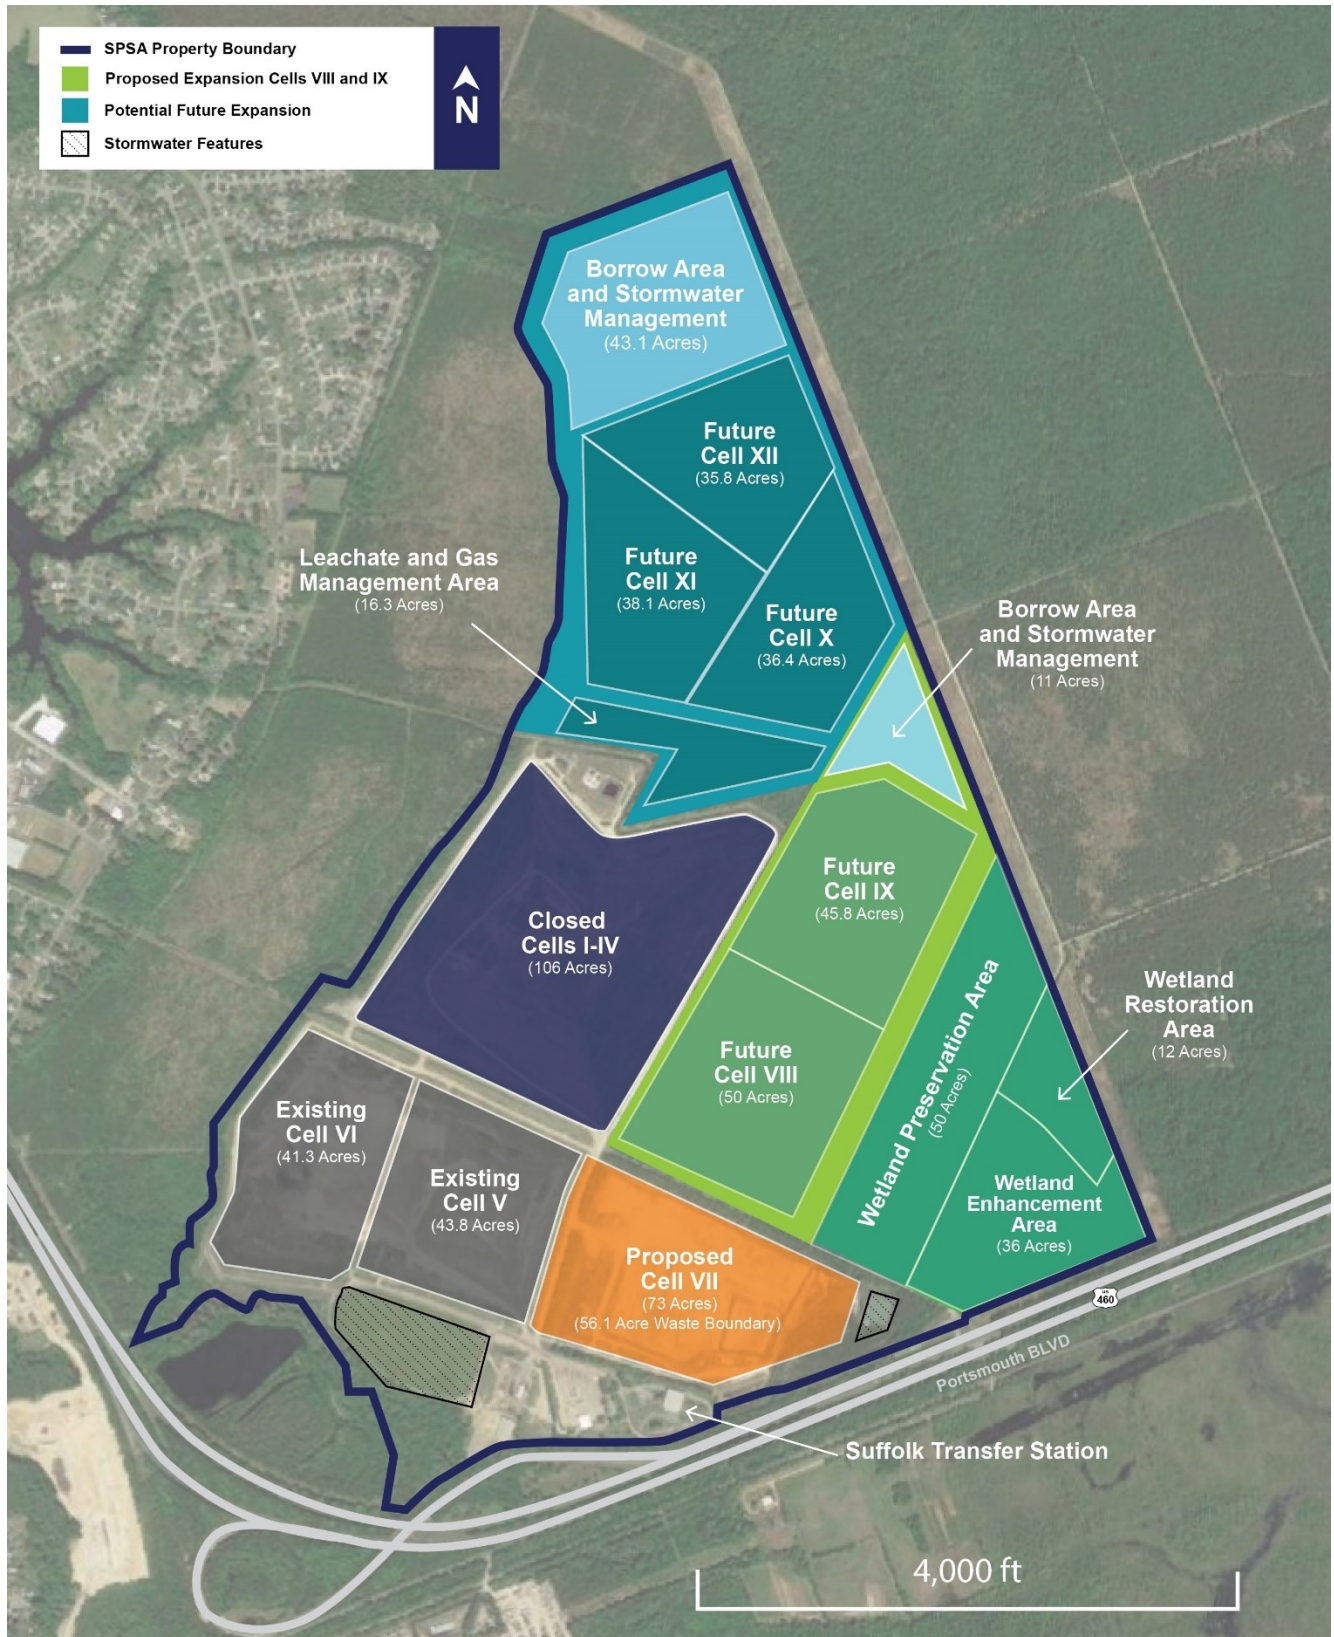 SPSA Property Boundary
Proposed Expansion Cells VIII and IX
Potential Future Expansion
Stormwater Features
N
Borrow Area
and Stormwater
Management
(43.1 Acres)
Future
Cell XII
(35.8 Acres)
Leachate and Gas
Management Area
(16.3 Acres)
Future
Cell XI
(38.1 Acres)
Future
Cell X
(36.4 Acres)
Borrow Area
and Stormwater
Management
(11 Acres)
Future
Cell IX
(45.8 Acres)
Closed
Cells I-IV
(106 Acres)
Wetland Preservation Area
(50 Acres)
Wetland
Restoration
Area
(12 Acres)
Future
Cell VIII
(50 Acres)
Existing
Cell VI
(41.3 Acres)
Existing
Cell V
(43.8 Acres)
Wetland
Enhancement
Area
(36 Acres)
Proposed
Cell VII
(73 Acres)
(56.1 Acre Waste Boundary)
US
460
Portsmouth BLVD
Suffolk Transfer Station
4,000 ft